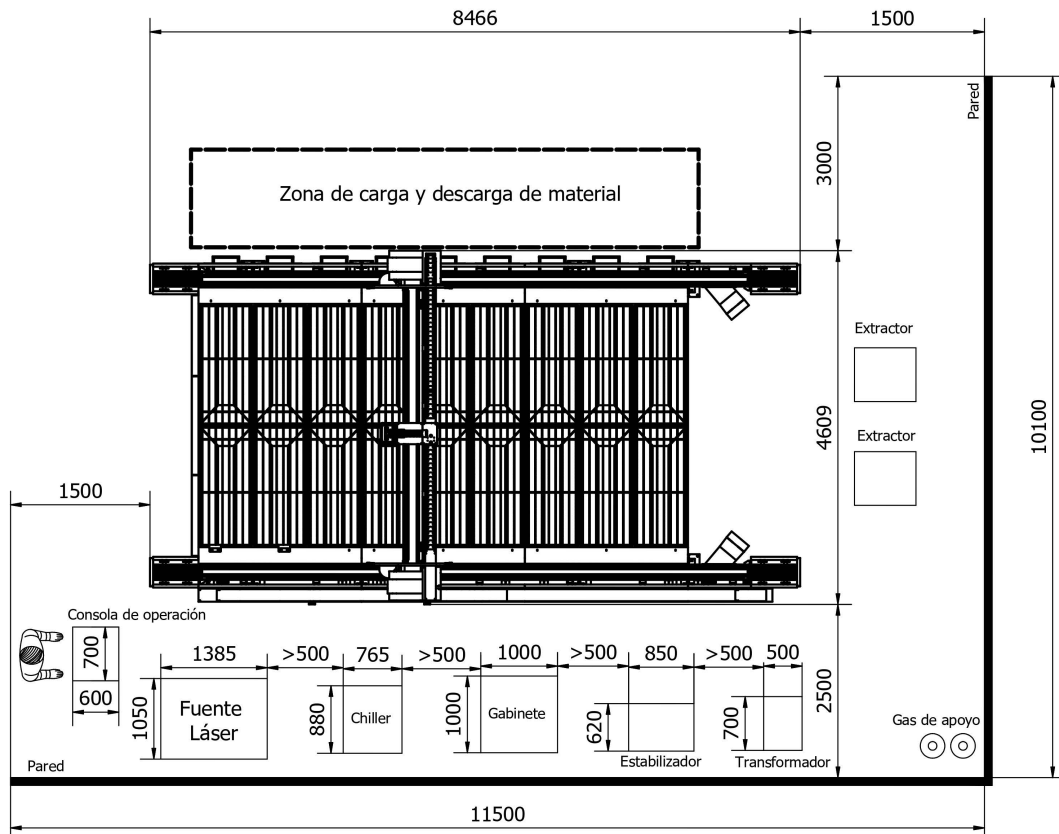 8466
1500
Pared
3000
Zona de carga y descarga de material
Extractor
4609
10100
Extractor
1500
Consola de operación
700
600
1385
>500
765
>500
1000
>500
850
>500
500
1050
Fuente
Láser
880
Chiller
1000
Gabinete
620
700
2500
Gas de apoyo
Estabilizador
Transformador
Pared
11500